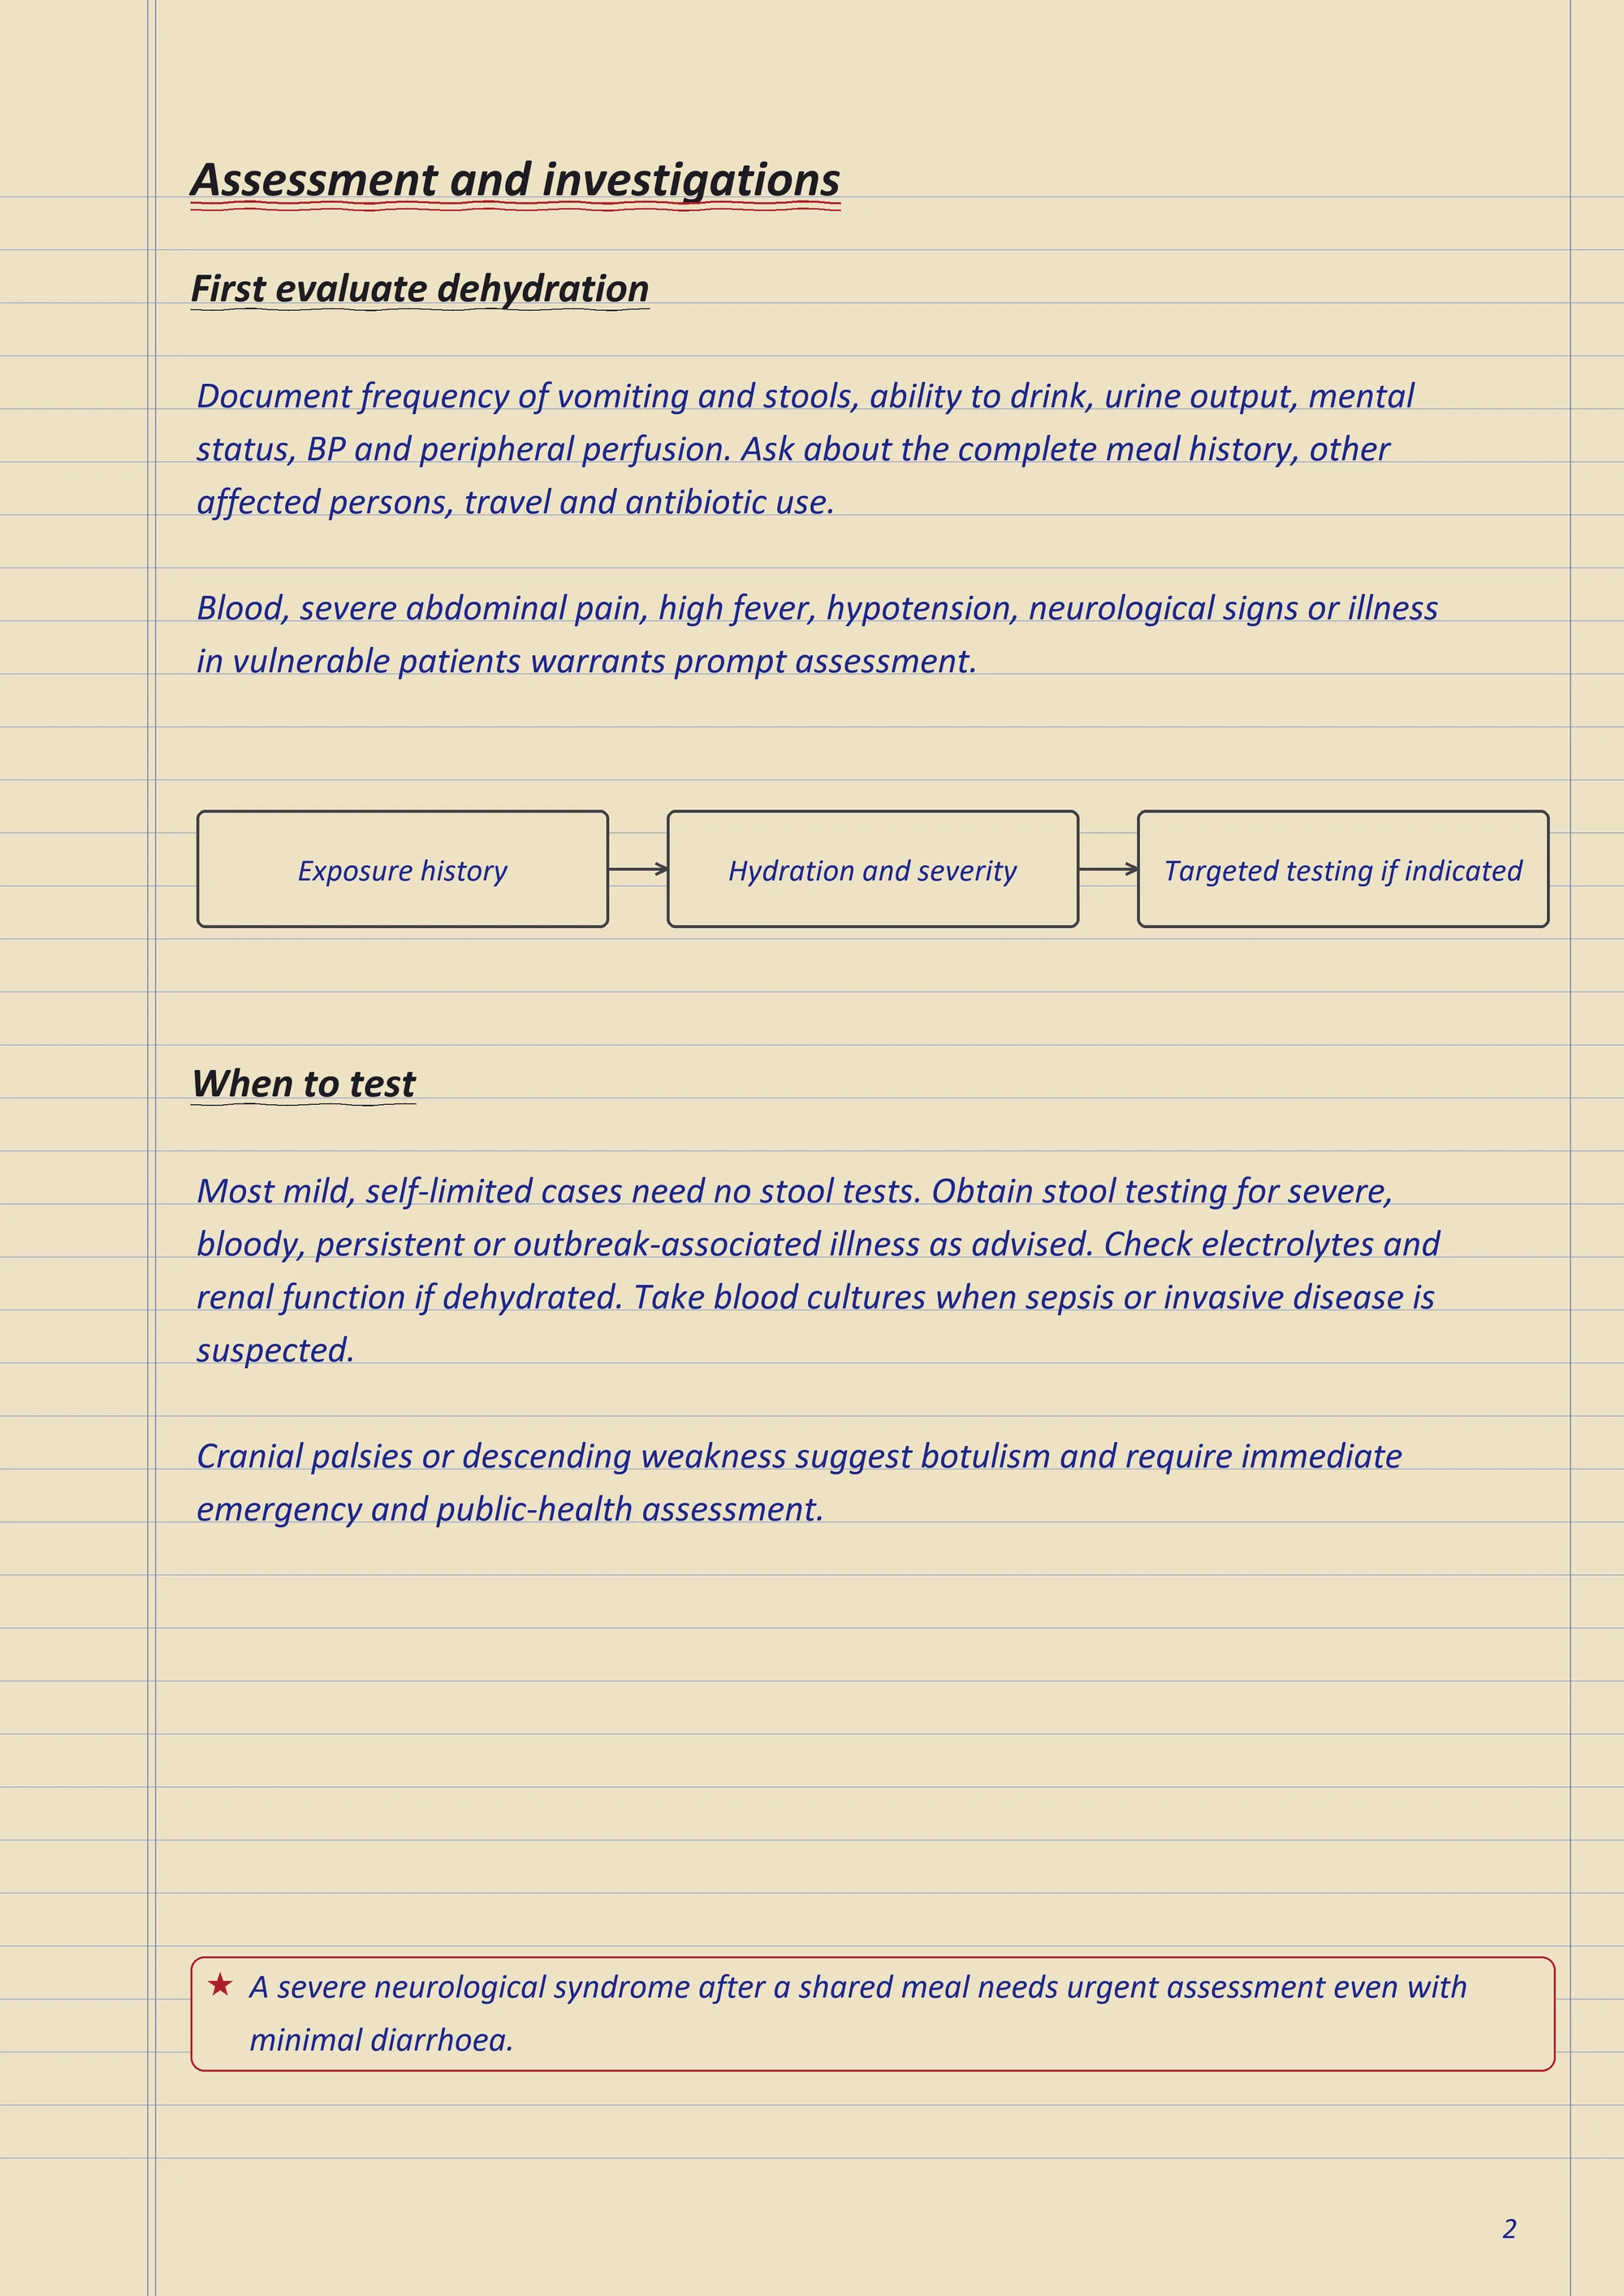 Assessment and investigations
First evaluate dehydration
Document frequency of vomiting and stools, ability to drink, urine output, mental
status, BP and peripheral perfusion. Ask about the complete meal history, other
affected persons, travel and antibiotic use.
Blood, severe abdominal pain, high fever, hypotension, neurological signs or illness
in vulnerable patients warrants prompt assessment.
Exposure history
Hydration and severity
Targeted testing if indicated
When to test
Most mild, self-limited cases need no stool tests. Obtain stool testing for severe,
bloody, persistent or outbreak-associated illness as advised. Check electrolytes and
renal function if dehydrated. Take blood cultures when sepsis or invasive disease is
suspected.
Cranial palsies or descending weakness suggest botulism and require immediate
emergency and public-health assessment.
★ A severe neurological syndrome after a shared meal needs urgent assessment even with
minimal diarrhoea.
2